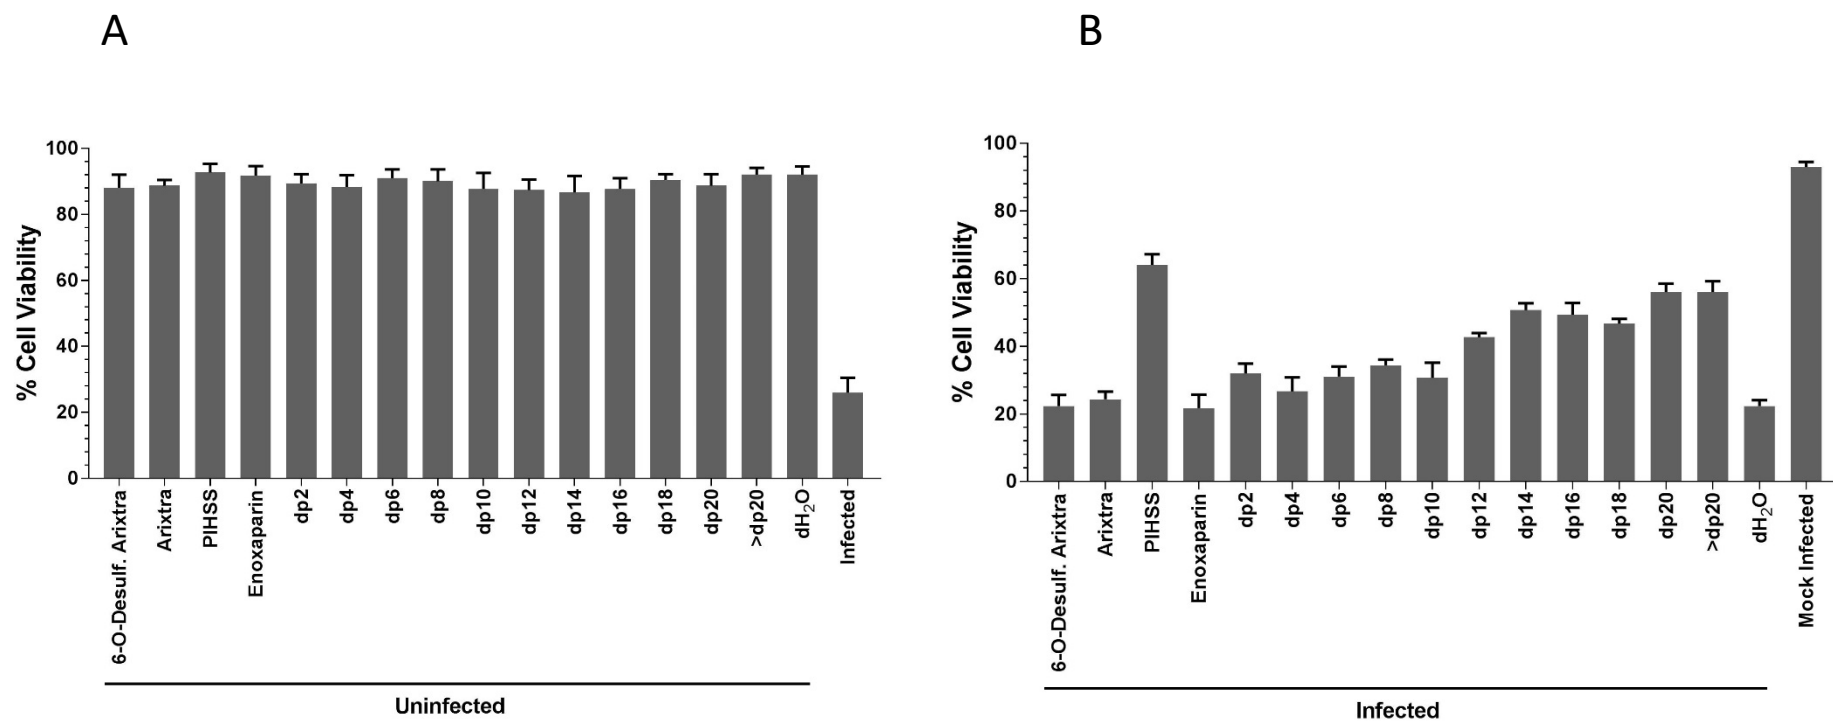 A
100
80
60
40
20
0
% Cell Viability
6-O-Desulf. Arixtra
Arixtra
PIHSS
Enoxaparin
dp2
dp4
dp6
dp8
dp10
dp12
dp14
dp16
dp18
dp20
>dp20
dH₂O
Infected
Uninfected
B
100
80
60
40
20
0
% Cell Viability
6-O-Desulf. Arixtra
Arixtra
PIHSS
Enoxaparin
dp2
dp4
dp6
dp8
dp10
dp12
dp14
dp16
dp18
dp20
>dp20
dH₂O
Mock Infected
Infected